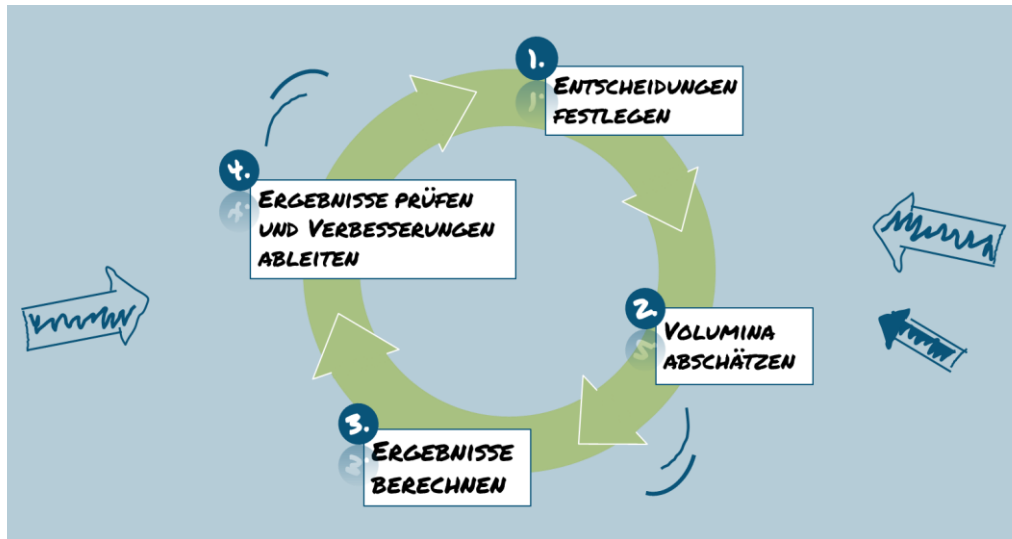 1.
ENTSCHEIDUNGEN
FESTLEGEN
2.
VOLUMINA
ABSCHÄTZEN
3.
ERGEBNISSE
BERECHNEN
4.
ERGEBNISSE PRÜFEN
UND VERBESSERUNGEN
ABLEITEN